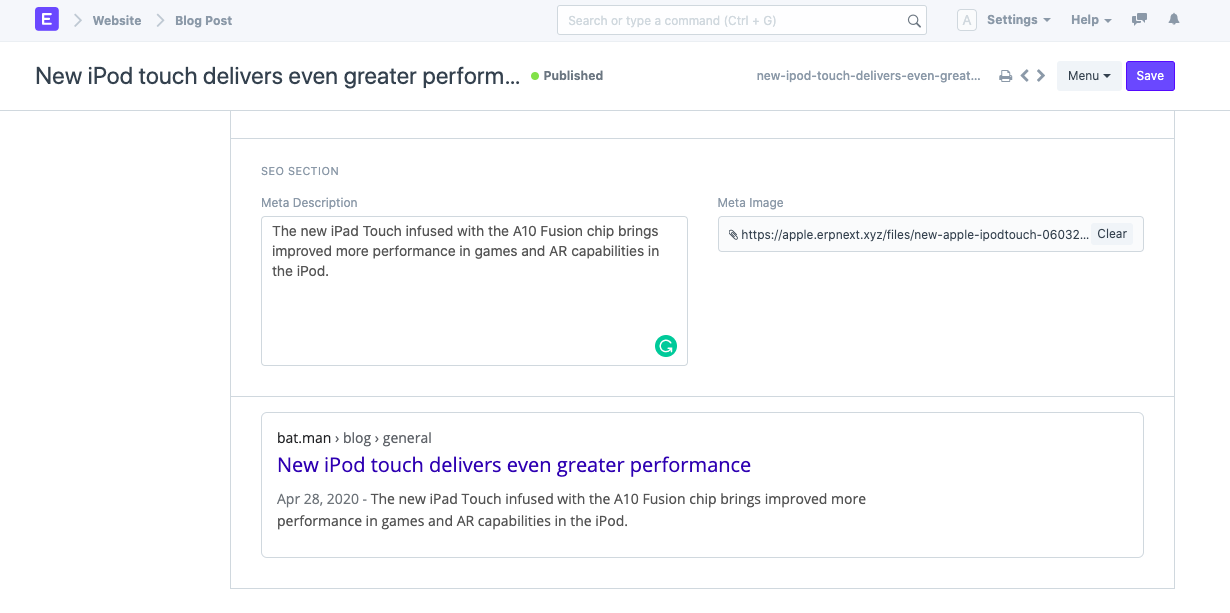 E Website Blog Post Search or type a command (Ctrl + G) A Settings Help
New iPod touch delivers even greater perform... Published new-ipod-touch-delivers-even-great... Menu Save
SEO SECTION
Meta Description
The new iPad Touch infused with the A10 Fusion chip brings
improved more performance in games and AR capabilities in
the iPod.
Meta Image
https://apple.erpnext.xyz/files/new-apple-ipodtouch-06032... Clear
bat.man › blog › general
New iPod touch delivers even greater performance
Apr 28, 2020 - The new iPad Touch infused with the A10 Fusion chip brings improved more
performance in games and AR capabilities in the iPod.